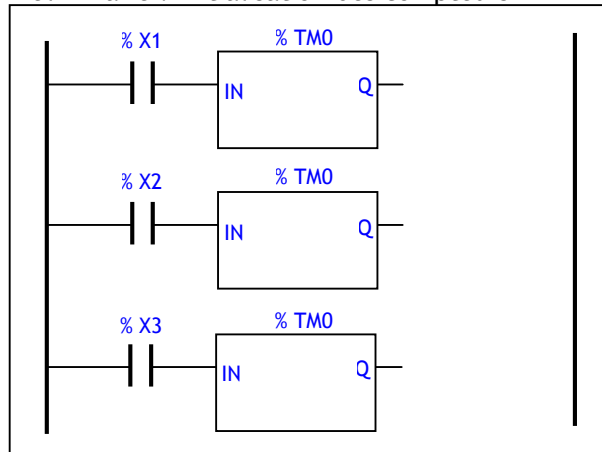 % X1
% TM0
IN
Q
% X2
% TM0
IN
Q
% X3
% TM0
IN
Q